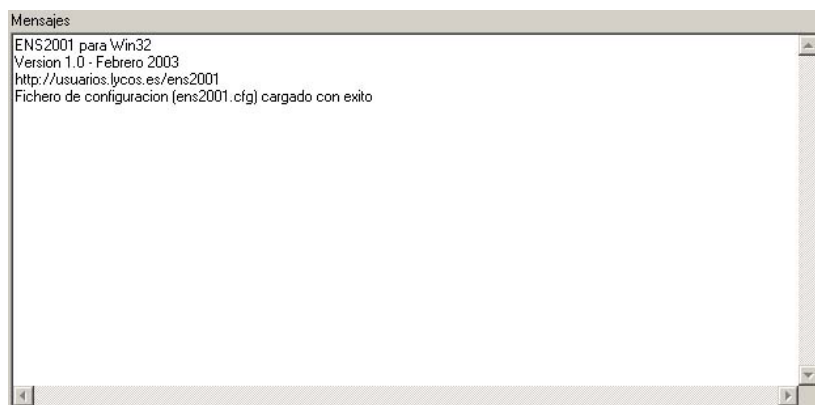 Mensajes
ENS2001 para Win32
Version 1.0 - Febrero 2003
http://usuarios.lycos.es/ens2001
Fichero de configuracion (ens2001.cfg) cargado con exito